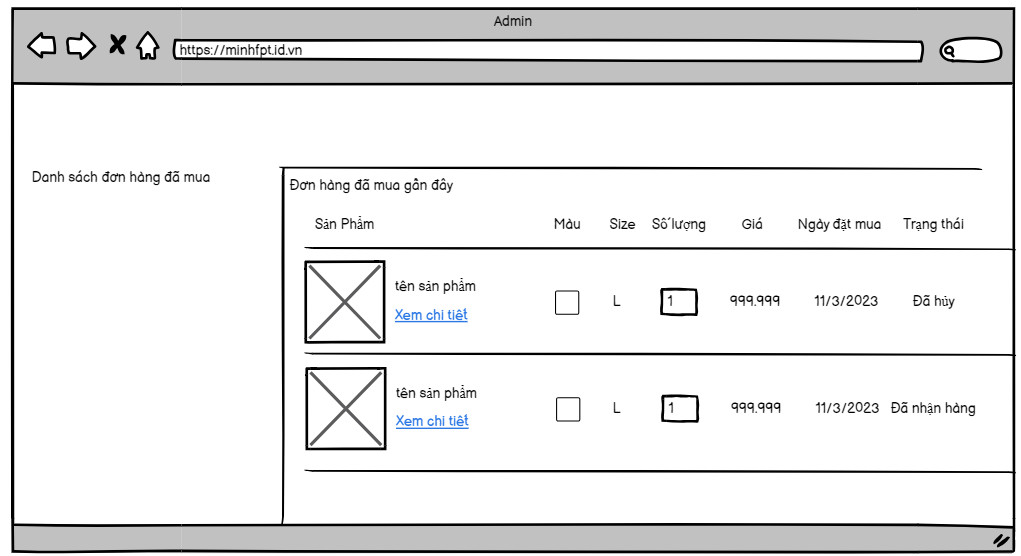 Admin
https://minhfpt.id.vn
Danh sách đơn hàng đã mua
Đơn hàng đã mua gần đây
Sản Phẩm Màu Size Số lượng Giá Ngày đặt mua Trạng thái
tên sản phẩm
Xem chi tiết
L 1 999.999 11/3/2023 Đã hủy
tên sản phẩm
Xem chi tiết
L 1 999.999 11/3/2023 Đã nhận hàng